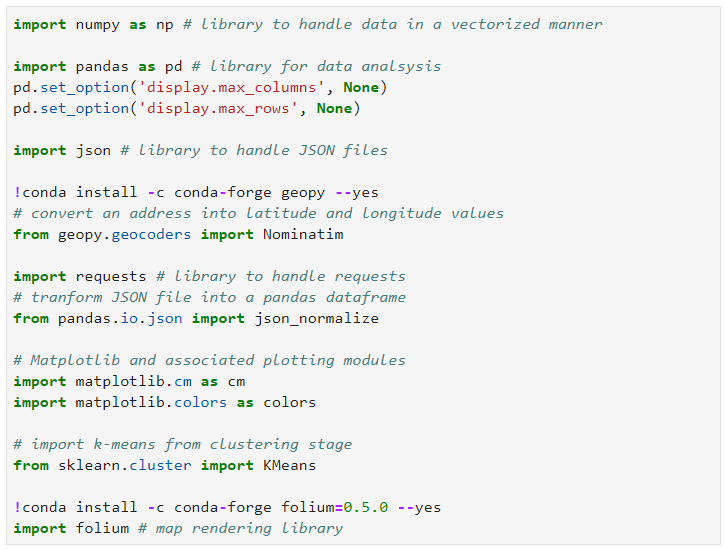 import numpy as np # library to handle data in a vectorized manner
import pandas as pd # library for data analsysis
pd.set_option('display.max_columns', None)
pd.set_option('display.max_rows', None)
import json # library to handle JSON files
!conda install -c conda-forge geopy --yes
# convert an address into latitude and longitude values
from geopy.geocoders import Nominatim
import requests # library to handle requests
# tranform JSON file into a pandas dataframe
from pandas.io.json import json_normalize
# Matplotlib and associated plotting modules
import matplotlib.cm as cm
import matplotlib.colors as colors
# import k-means from clustering stage
from sklearn.cluster import KMeans
!conda install -c conda-forge folium=0.5.0 --yes
import folium # map rendering library